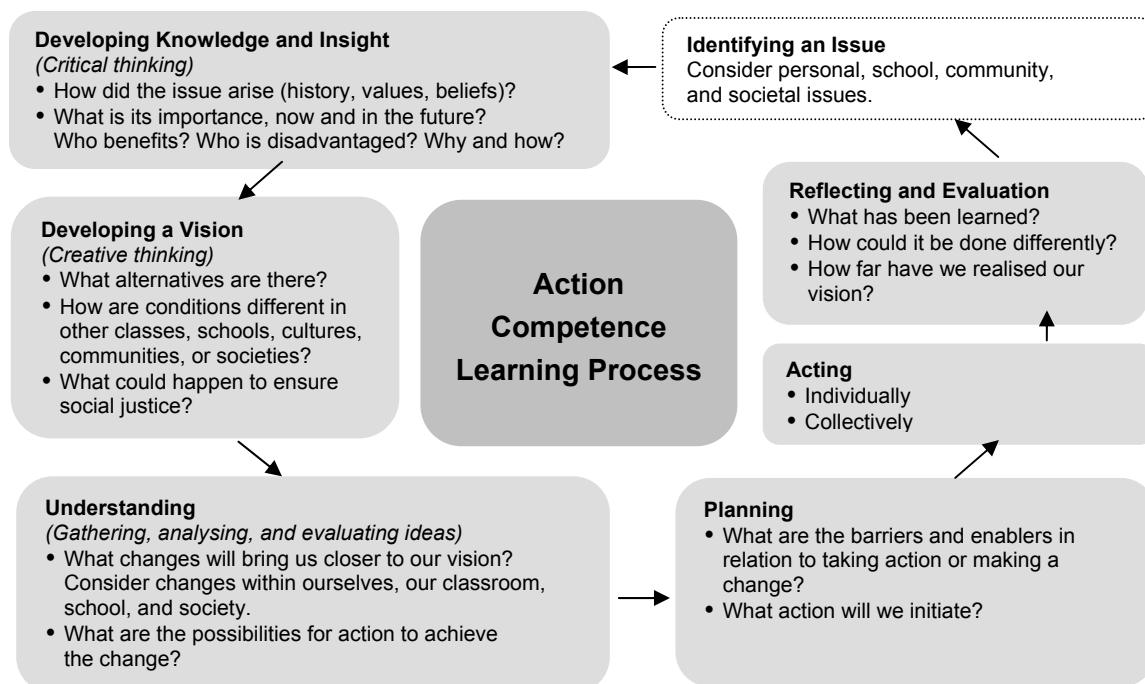 Identifying an Issue
Consider personal, school, community,
and societal issues.
Developing Knowledge and Insight
(Critical thinking)
• How did the issue arise (history, values, beliefs)?
• What is its importance, now and in the future?
Who benefits? Who is disadvantaged? Why and how?
Developing a Vision
(Creative thinking)
• What alternatives are there?
• How are conditions different in
other classes, schools, cultures,
communities, or societies?
• What could happen to ensure
social justice?
Understanding
(Gathering, analysing, and evaluating ideas)
• What changes will bring us closer to our vision?
Consider changes within ourselves, our classroom,
school, and society.
• What are the possibilities for action to achieve
the change?
Planning
• What are the barriers and enablers in
relation to taking action or making a
change?
• What action will we initiate?
Acting
• Individually
• Collectively
Reflecting and Evaluation
• What has been learned?
• How could it be done differently?
• How far have we realised our
vision?
Action
Competence
Learning Process